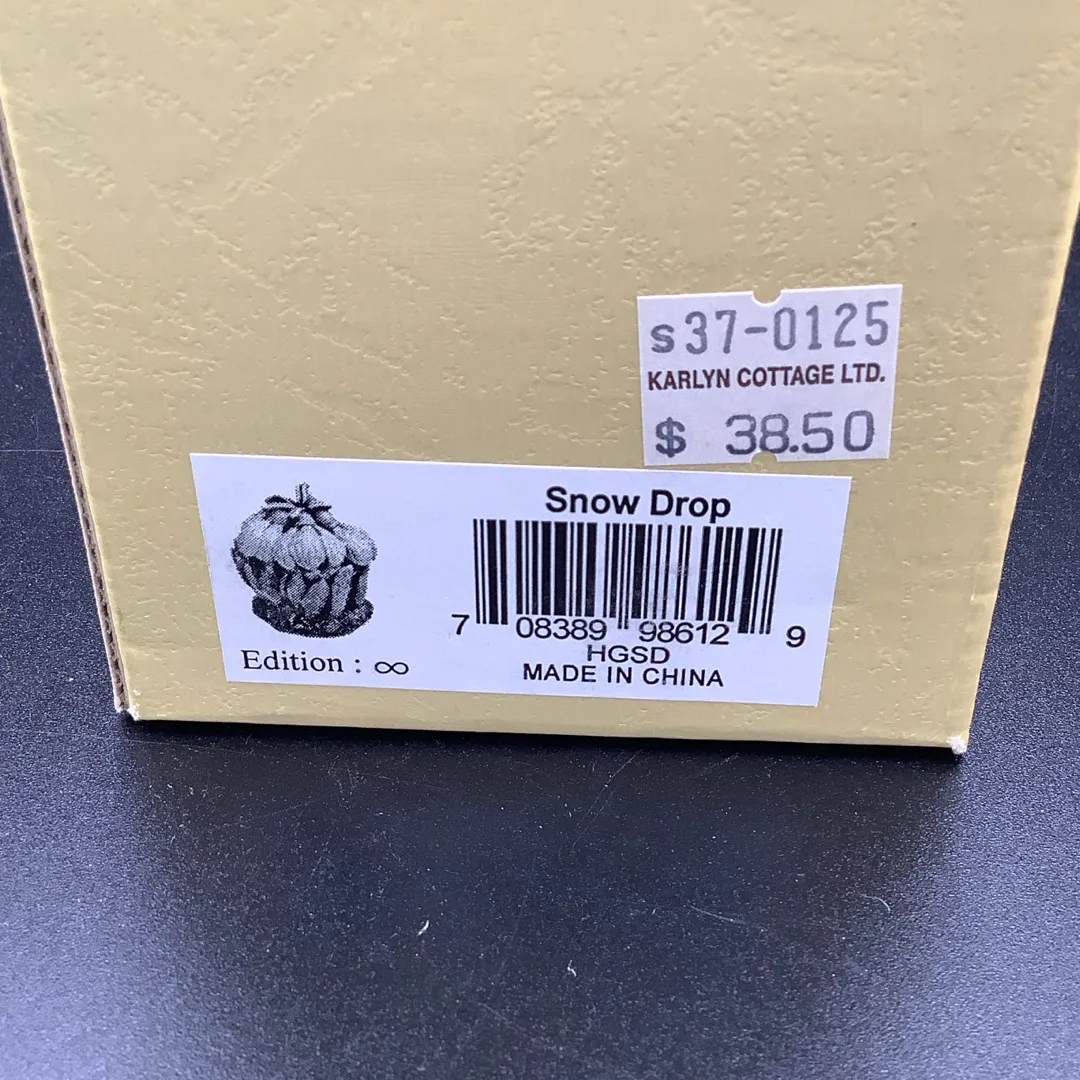 s37-0125
KARLYN COTTAGE LTD.
$ 38.50
Snow Drop
7 08389 98612 9
HGSD
MADE IN CHINA
Edition : ∞